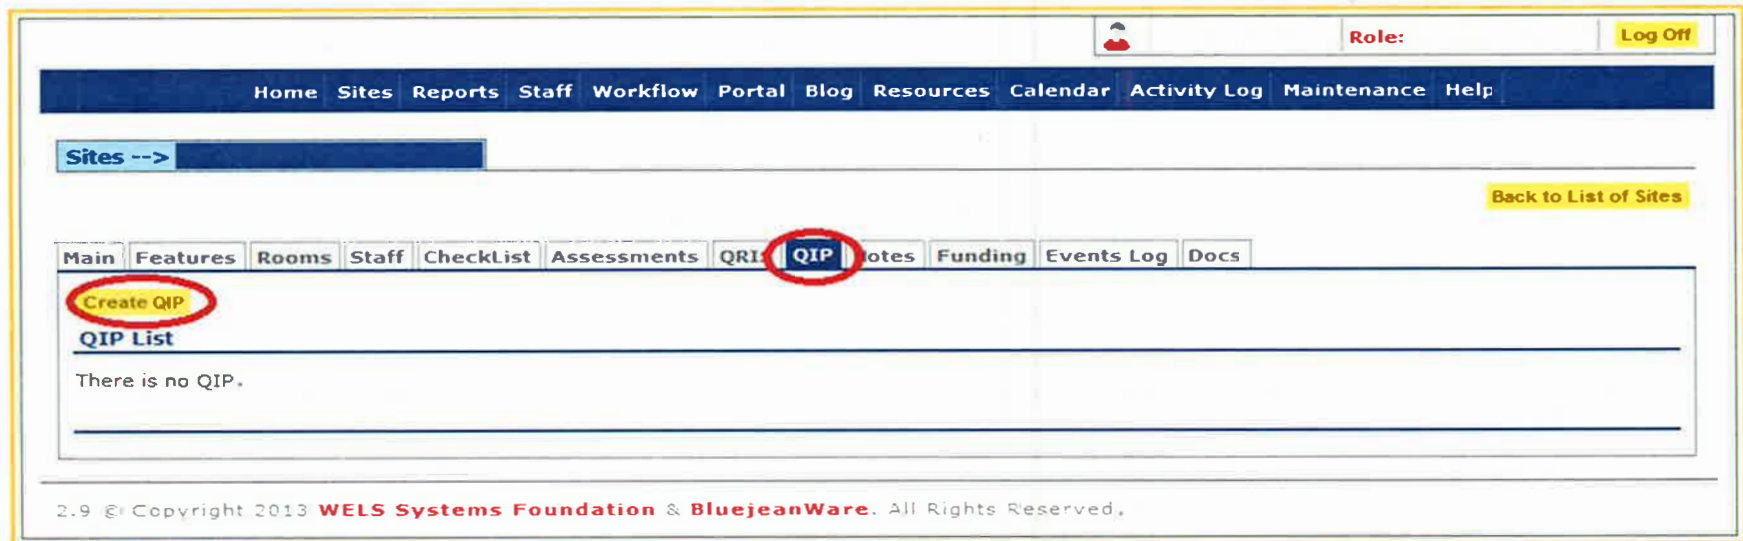 Role: Log Off
Home Sites Reports Staff Workflow Portal Blog Resources Calendar Activity Log Maintenance Help
Sites -->
Back to List of Sites
Main Features Rooms Staff CheckList Assessments QRIS QIP Notes Funding Events Log Docs
Create QIP
QIP List
There is no QIP.
2.9 © Copyright 2013 WELS Systems Foundation & BluejeanWare. All Rights Reserved.